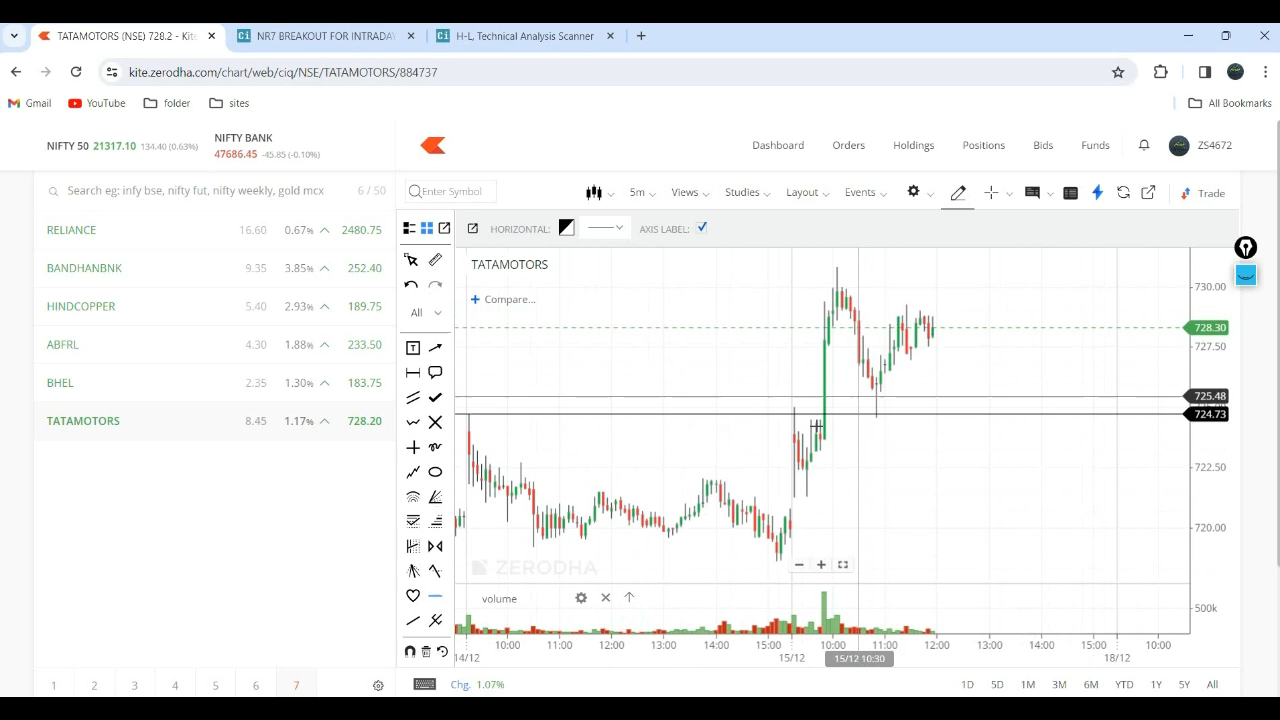 TATAMOTORS (NSE) 728.2 - Kite
NR7 BREAKOUT FOR INTRADAY
H-L, Technical Analysis Scanner
kite.zerodha.com/chart/web/ciq/NSE/TATAMOTORS/884737
Gmail YouTube folder sites All Bookmarks
NIFTY 50 21317.10 134.40 (0.63%)
NIFTY BANK
47686.45 -45.85 (-0.10%)
Dashboard Orders Holdings Positions Bids Funds ZS4672
Search eg: infy bse, nifty fut, nifty weekly, gold mcx 6 / 50
RELIANCE 16.60 0.67% 2480.75
BANDHANBNK 9.35 3.85% 252.40
HINDCOPPER 5.40 2.93% 189.75
ABFRL 4.30 1.88% 233.50
BHEL 2.35 1.30% 183.75
TATAMOTORS 8.45 1.17% 728.20
1 2 3 4 5 6 7
Enter Symbol 5m Views Studies Layout Events Trade
HORIZONTAL: AXIS LABEL:
All
TATAMOTORS
Compare...
730.00
728.30
727.50
725.48
724.73
722.50
720.00
ZERODHA
volume
500k
10:00 11:00 12:00 13:00 14:00 15:00 10:00 11:00 12:00 13:00 14:00 15:00 10:00
14/12 15/12 15/12 10:30 18/12
Chg. 1.07% 1D 5D 1M 3M 6M YTD 1Y 5Y All